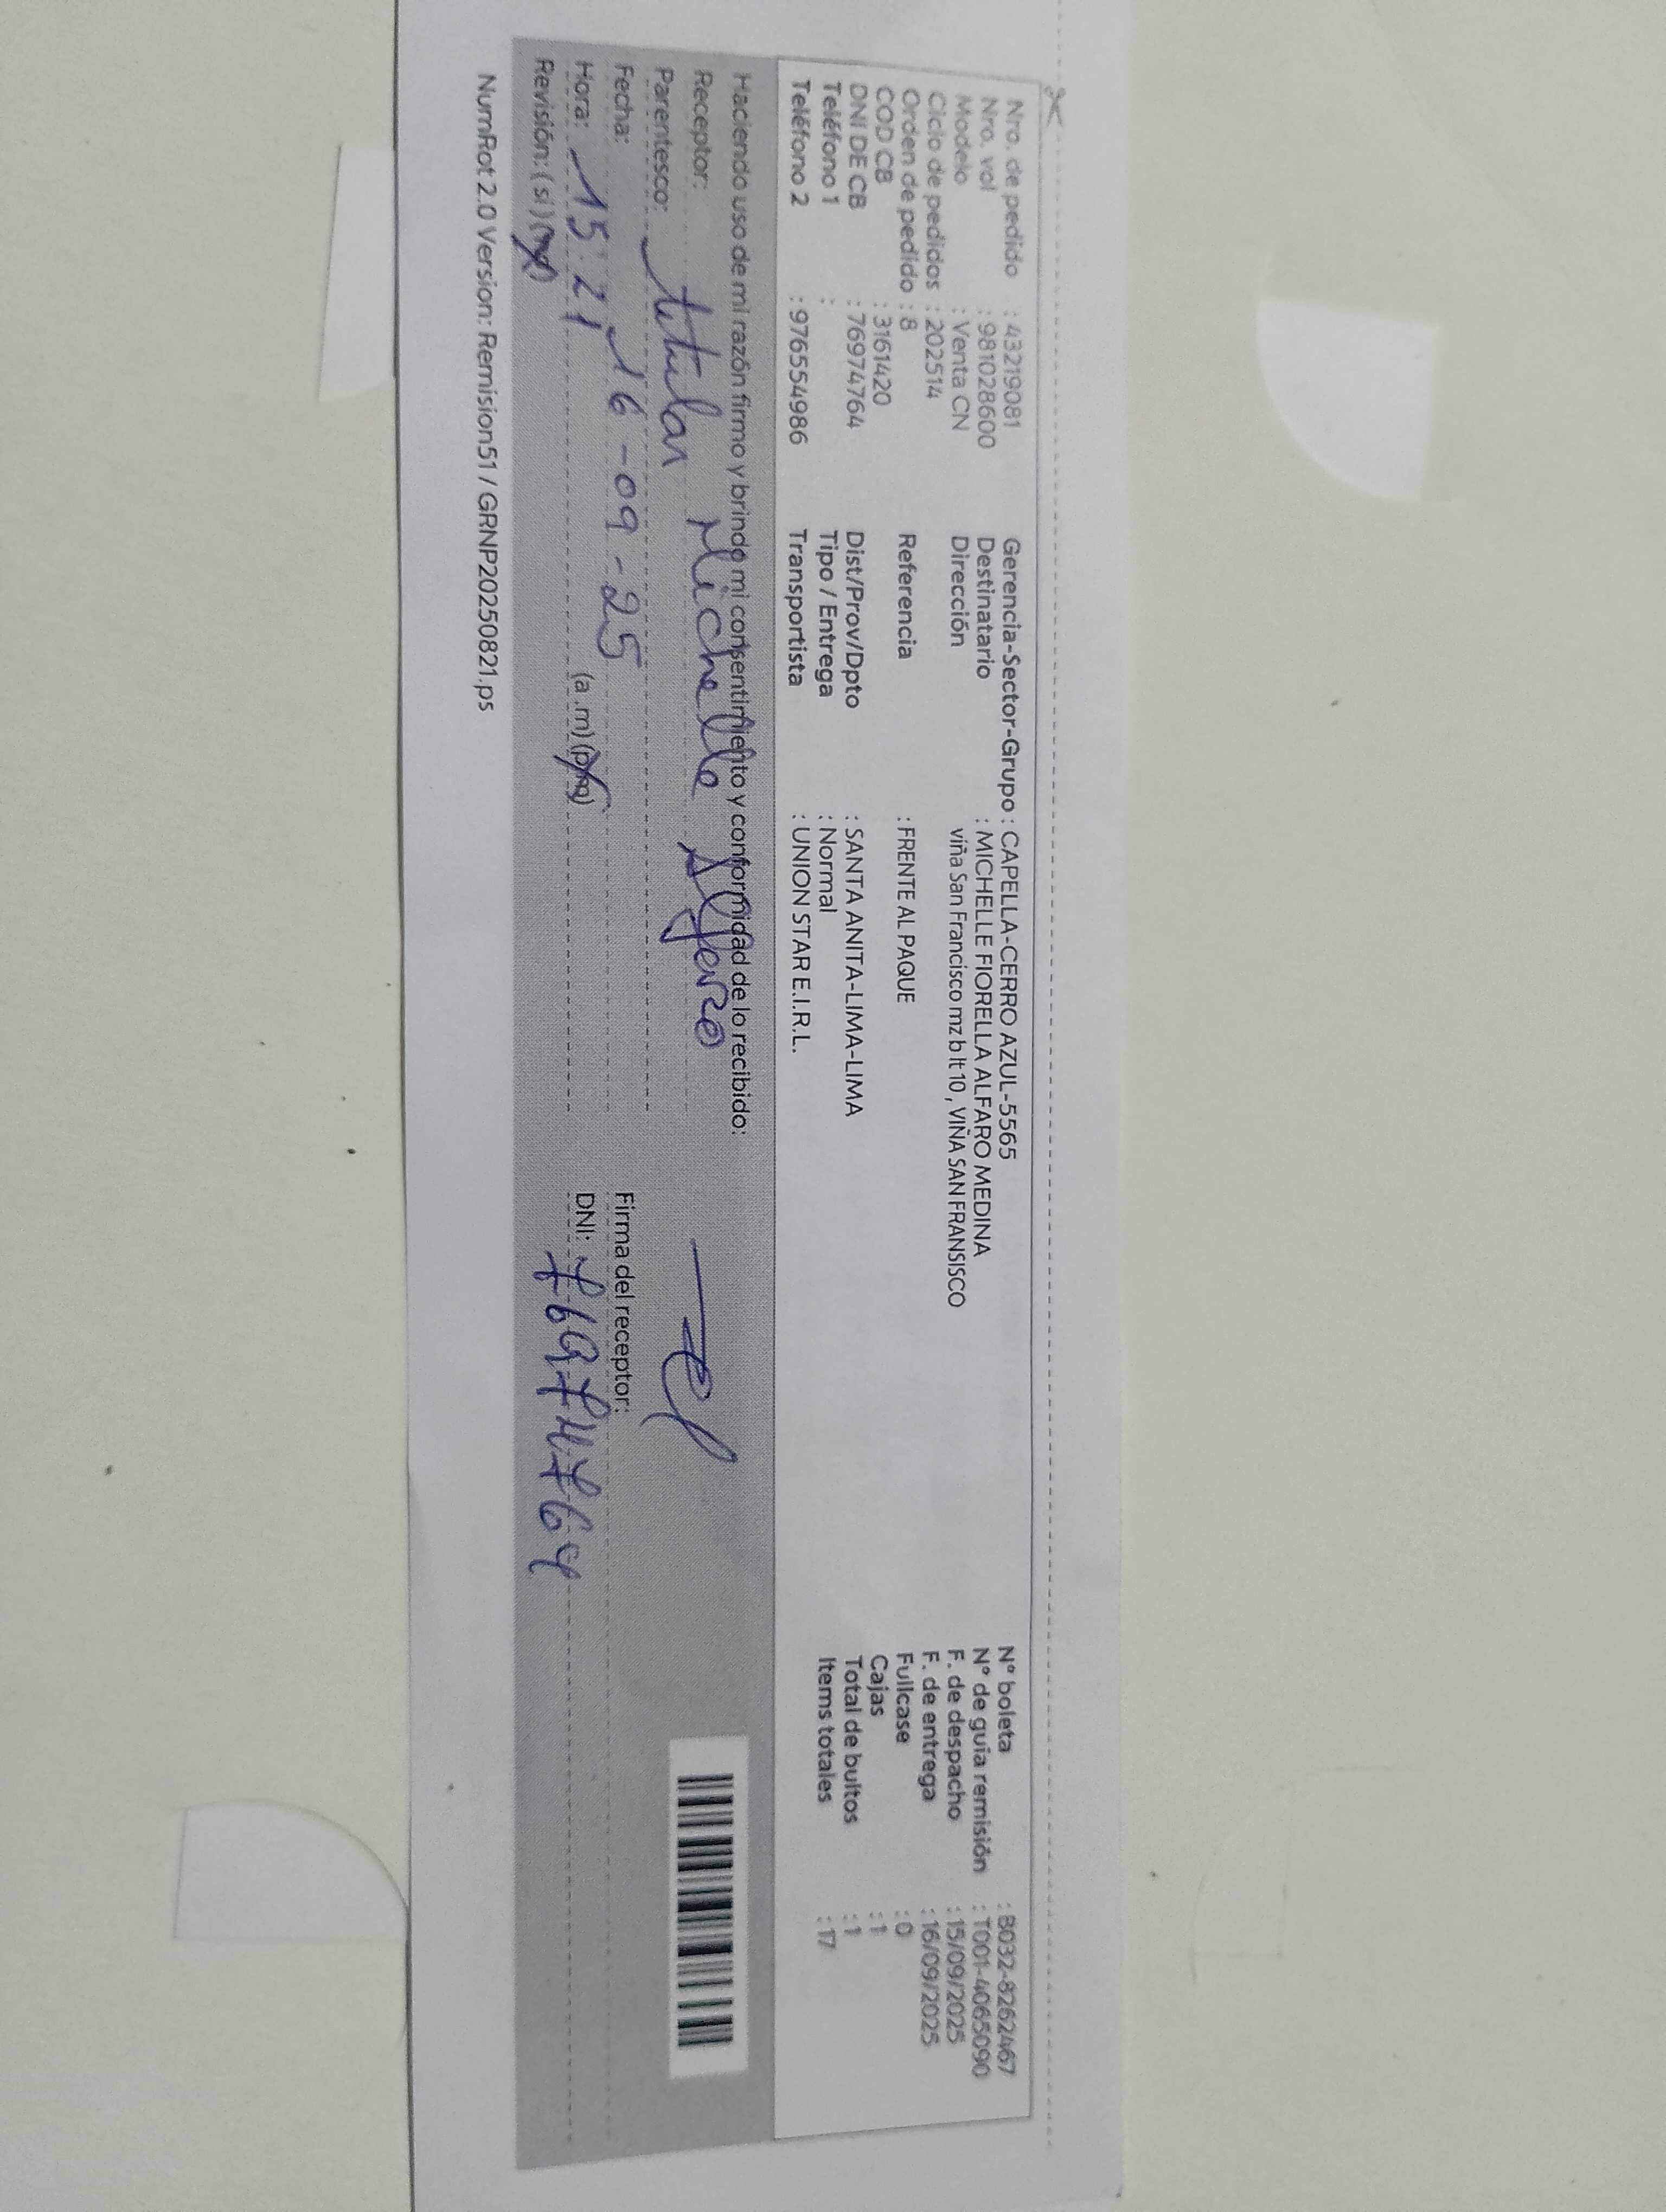 Nro. de pedido : 43219081
Nro. vol : 981028600
Modelo : Venta CN
Ciclo de pedidos : 202514
Orden de pedido : 8
COD CB : 3161420
DNI DE CB : 76974764
Teléfono 1 :
Teléfono 2 : 976554986
Gerencia-Sector-Grupo : CAPELLA-CERRO AZUL-5565
Destinatario : MICHELLE FIORELLA ALFARO MEDINA
Dirección viña San Francisco mz b lt 10 , VIÑA SAN FRANSISCO
Referencia : FRENTE AL PAQUE
Dist/Prov/Dpto : SANTA ANITA-LIMA-LIMA
Tipo / Entrega : Normal
Transportista : UNION STAR E.I.R.L.
N° boleta : B032-8262467
N° de guía remisión : T001-4065090
F. de despacho : 15/09/2025
F. de entrega : 16/09/2025
Fullcase : 0
Cajas : 1
Total de bultos : 1
Items totales : 17
Haciendo uso de mi razón firmo y brindo mi consentimiento y conformidad de lo recibido:
Receptor: Michelle Alfaro
Parentesco: titular
Fecha: 16-09-25
Hora: 15:21 (a.m) (p.m)
Revisión: (si) (no)
Firma del receptor:
DNI: 76974764
NumRot 2.0 Version: Remision51 / GRNP20250821.ps